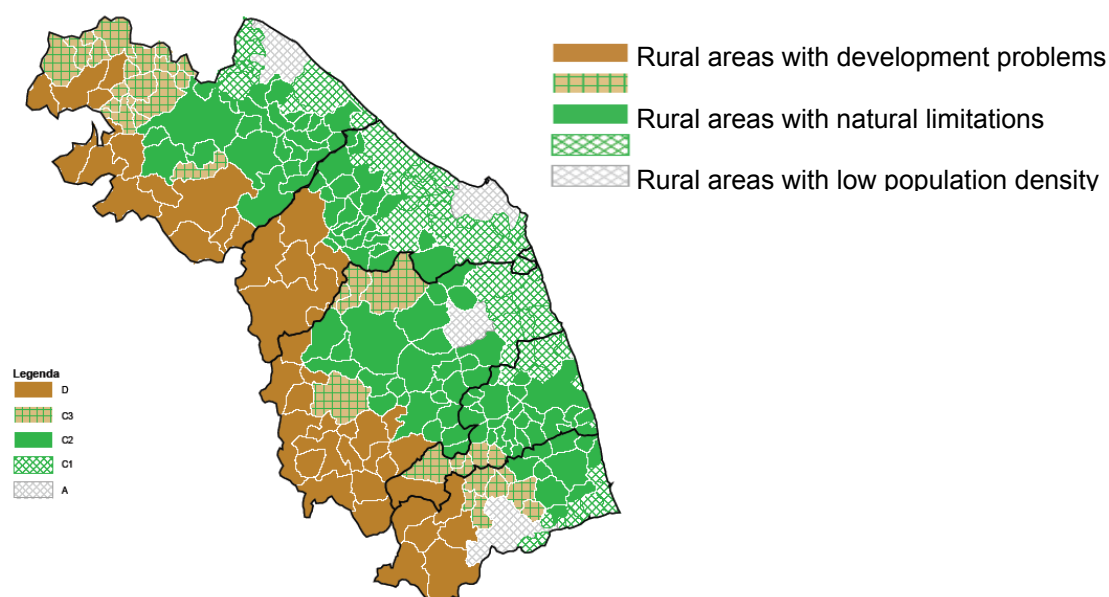 Rural areas with development problems
Rural areas with natural limitations
Rural areas with low population density
Legenda
D
C3
C2
C1
A